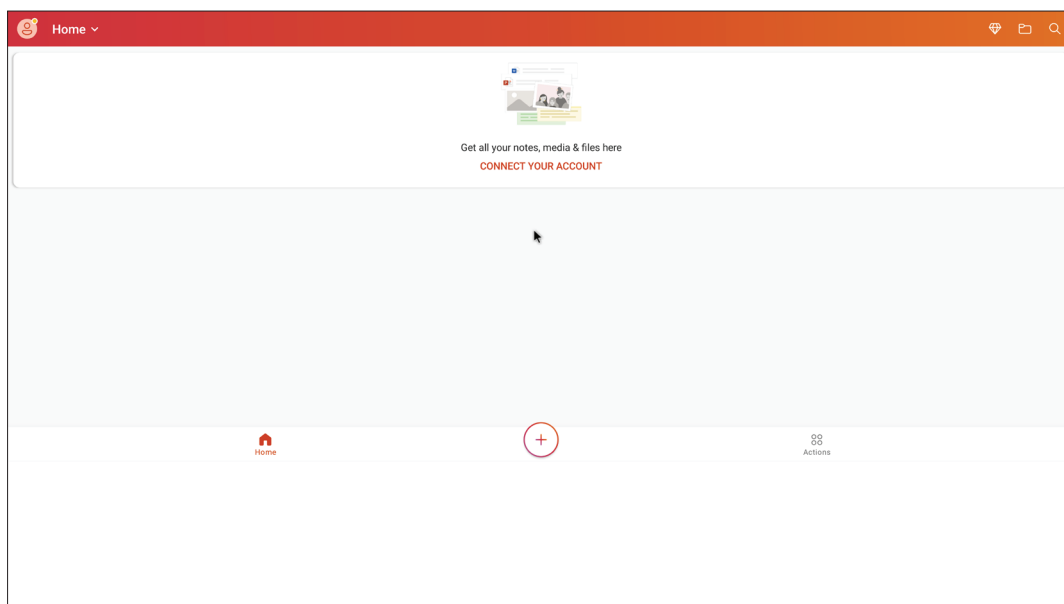 Home
Get all your notes, media & files here
CONNECT YOUR ACCOUNT
Home
Actions